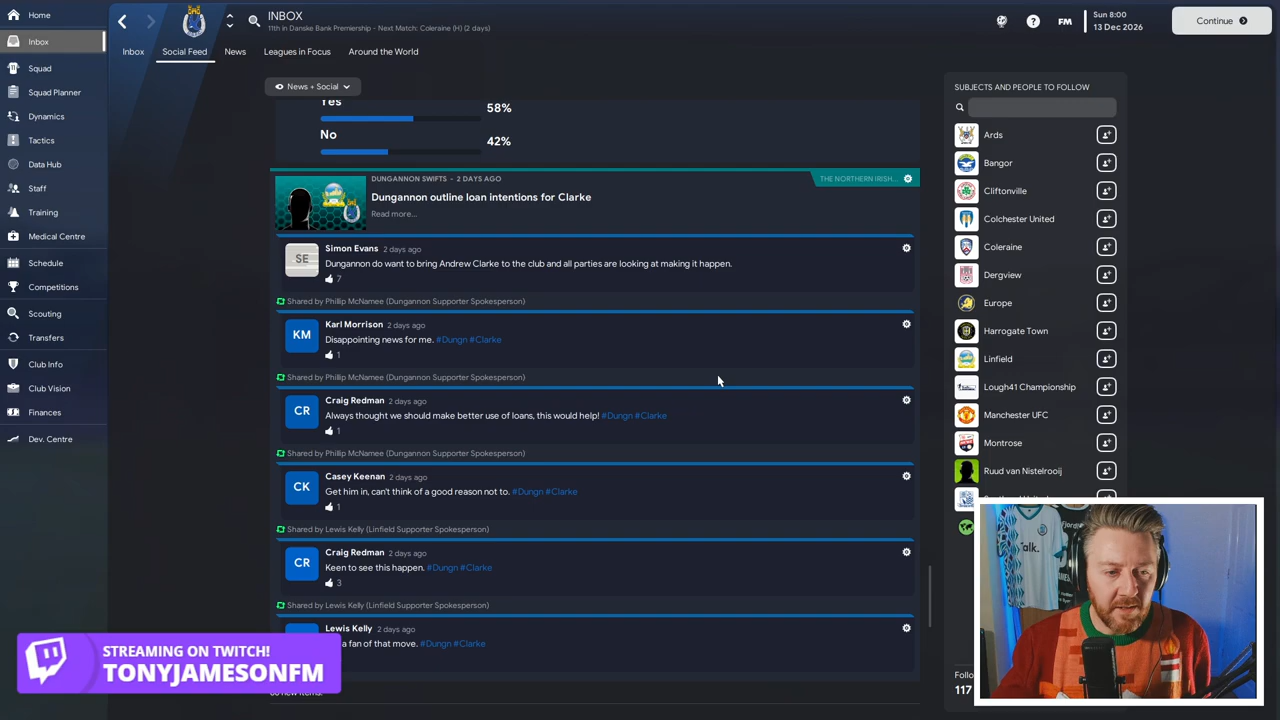 Home
Inbox
Squad
Squad Planner
Dynamics
Tactics
Data Hub
Staff
Training
Medical Centre
Schedule
Competitions
Scouting
Transfers
Club Info
Club Vision
Finances
Dev. Centre
INBOX
11th in Danske Bank Premiership - Next Match: Coleraine (H) (2 days)
FM
Sun 8:00
13 Dec 2026
Continue
Inbox
Social Feed
News
Leagues in Focus
Around the World
News + Social
Yes
58%
No
42%
DUNGANNON SWIFTS - 2 DAYS AGO
THE NORTHERN IRISH...
Dungannon outline loan intentions for Clarke
Read more...
SE
Simon Evans 2 days ago
Dungannon do want to bring Andrew Clarke to the club and all parties are looking at making it happen.
Shared by Phillip McNamee (Dungannon Supporter Spokesperson)
KM
Karl Morrison 2 days ago
Disappointing news for me. #Dungn #Clarke
1
Shared by Phillip McNamee (Dungannon Supporter Spokesperson)
CR
Craig Redman 2 days ago
Always thought we should make better use of loans, this would help! #Dungn #Clarke
1
Shared by Phillip McNamee (Dungannon Supporter Spokesperson)
CK
Casey Keenan 2 days ago
Get him in, can't think of a good reason not to. #Dungn #Clarke
1
Shared by Lewis Kelly (Linfield Supporter Spokesperson)
CR
Craig Redman 2 days ago
Keen to see this happen. #Dungn #Clarke
3
Shared by Lewis Kelly (Linfield Supporter Spokesperson)
Lewis Kelly 2 days ago
a fan of that move. #Dungn #Clarke
new items.
SUBJECTS AND PEOPLE TO FOLLOW
Ards
Bangor
Cliftonville
Colchester United
Coleraine
Dergview
Europe
Harrogate Town
Linfield
Lough41 Championship
Manchester UFC
Montrose
Ruud van Nistelrooij
Follo
117
Talk.
STREAMING ON TWITCH!
TONYJAMESONFM